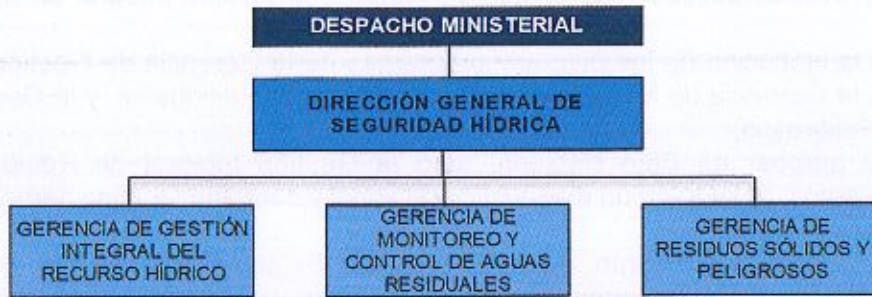 DESPACHO MINISTERIAL
DIRECCIÓN GENERAL DE
SEGURIDAD HÍDRICA
GERENCIA DE GESTIÓN
INTEGRAL DEL
RECURSO HÍDRICO
GERENCIA DE
MONITOREO Y
CONTROL DE AGUAS
RESIDUALES
GERENCIA DE
RESIDUOS SÓLIDOS Y
PELIGROSOS